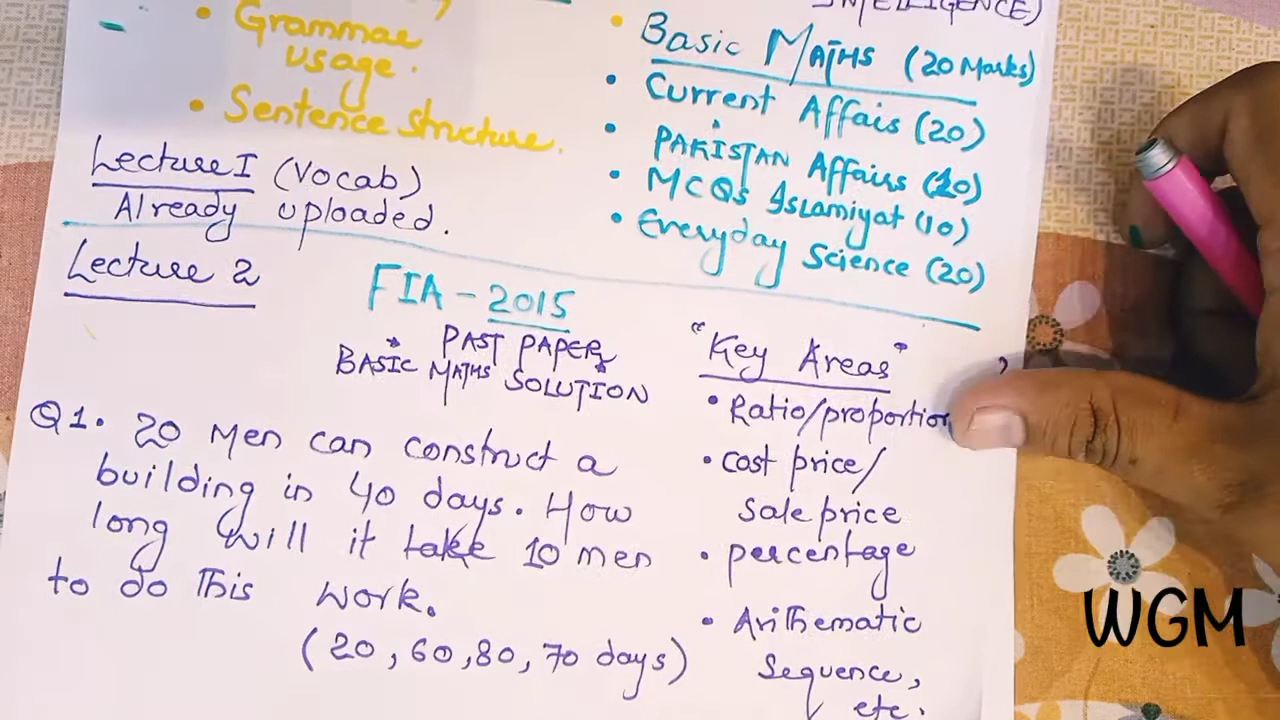 INTELLIGENCE)
• Grammar
usage.
• Sentence structure.
• Basic MATHS (20 Marks)
• Current Affairs (20)
• PAKISTAN Affairs (20)
• MCQs Islamiyat (10)
• Everyday Science (20)
Lecture I (Vocab)
Already uploaded.
Lecture 2
FIA - 2015
PAST PAPER
BASIC MATHS SOLUTION
Q1. 20 Men can construct a
building in 40 days. How
long will it take 10 men
to do This work.
(20, 60, 80, 70 days)
"Key Areas"
• Ratio/proportion
• cost price/
sale price
• percentage
• Arithematic
Sequence,
etc.
WGM